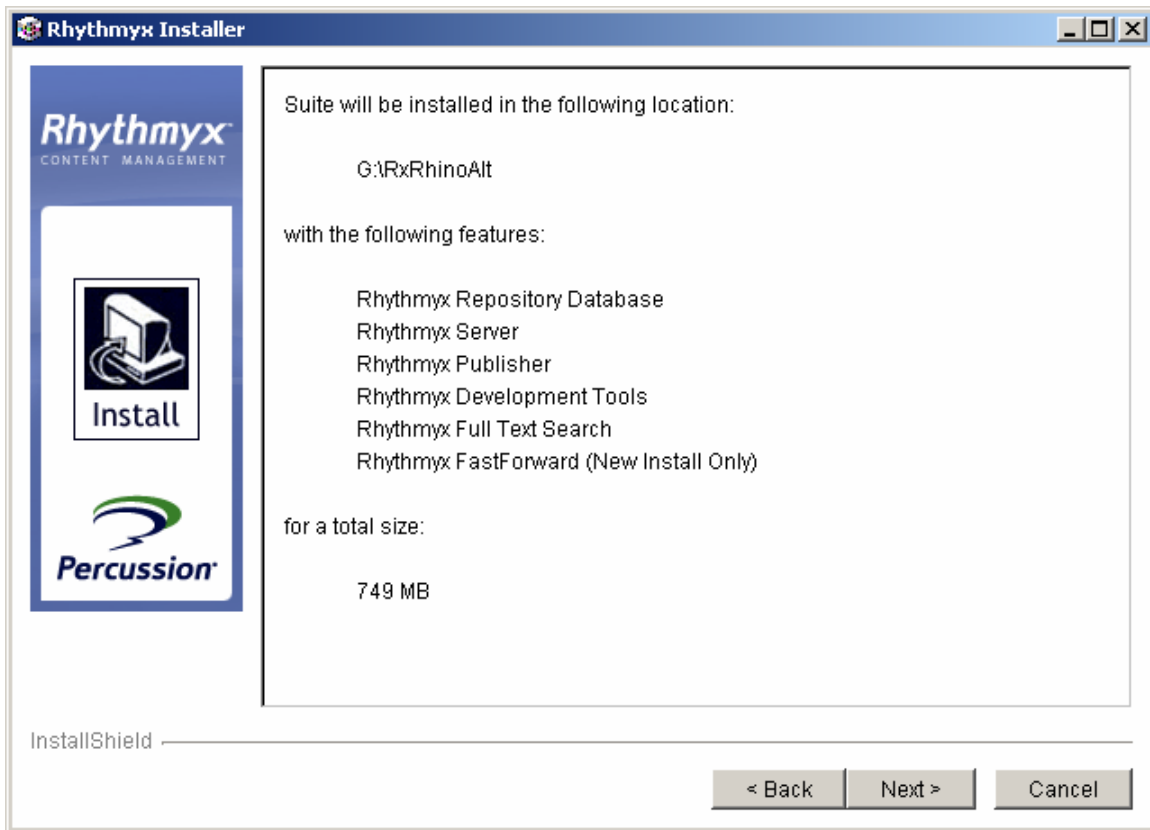 Rhythmyx Installer
Rhythmyx
CONTENT MANAGEMENT
Install
Percussion
Suite will be installed in the following location:
G:\RxRhinoAlt
with the following features:
Rhythmyx Repository Database
Rhythmyx Server
Rhythmyx Publisher
Rhythmyx Development Tools
Rhythmyx Full Text Search
Rhythmyx FastForward (New Install Only)
for a total size:
749 MB
InstallShield
< Back
Next >
Cancel